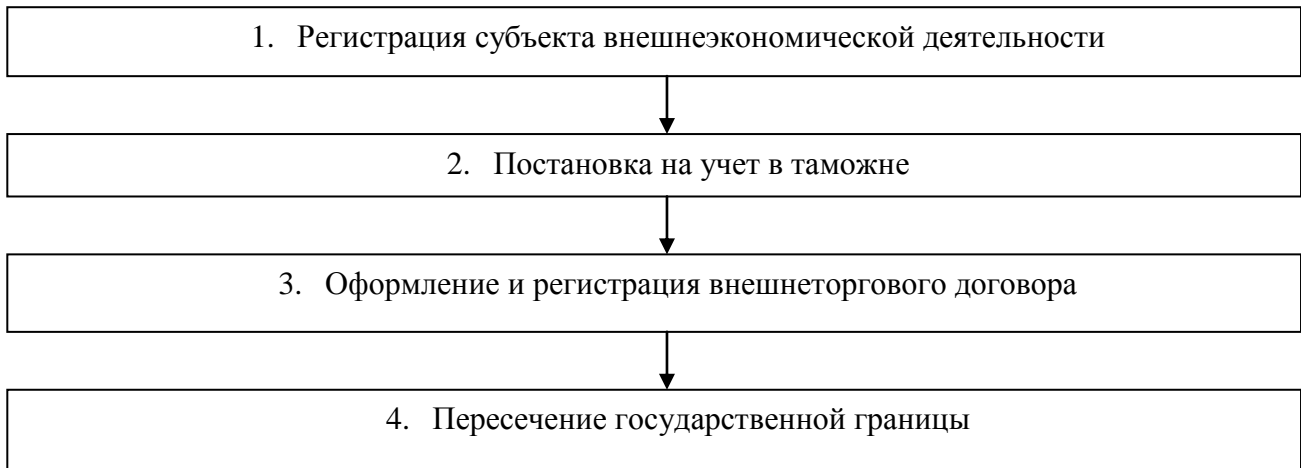 1. Регистрация субъекта внешнеэкономической деятельности
2. Постановка на учет в таможне
3. Оформление и регистрация внешнеторгового договора
4. Пересечение государственной границы